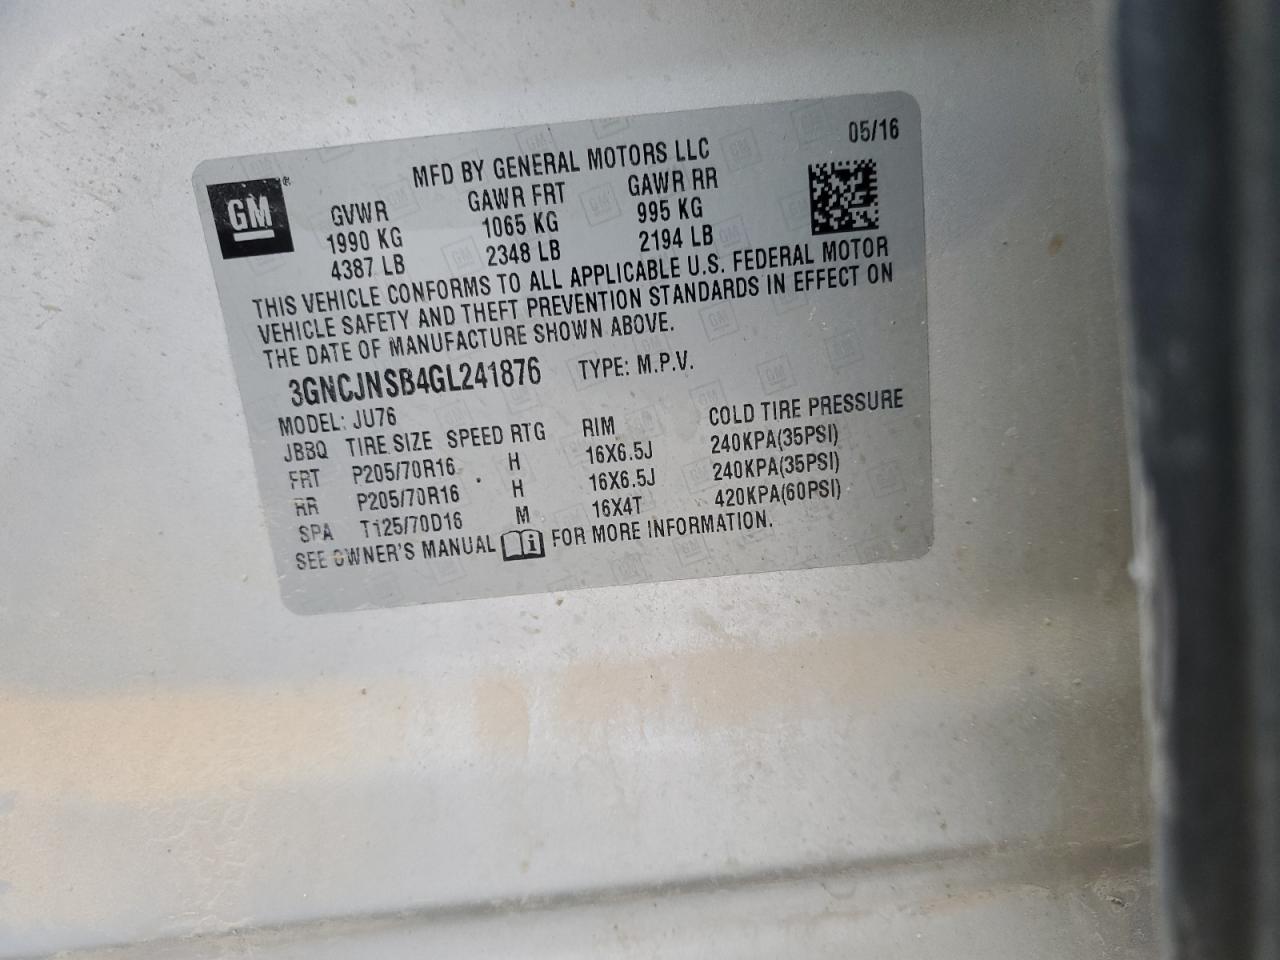 05/16
MFD BY GENERAL MOTORS LLC
GM®
GVWR GAWR FRT GAWR RR
1990 KG 1065 KG 995 KG
4387 LB 2348 LB 2194 LB
THIS VEHICLE CONFORMS TO ALL APPLICABLE U.S. FEDERAL MOTOR
VEHICLE SAFETY AND THEFT PREVENTION STANDARDS IN EFFECT ON
THE DATE OF MANUFACTURE SHOWN ABOVE.
3GNCJNSB4GL241876 TYPE: M.P.V.
MODEL: JU76
JBBQ TIRE SIZE SPEED RTG RIM COLD TIRE PRESSURE
FRT P205/70R16 H 16X6.5J 240KPA(35PSI)
RR P205/70R16 H 16X6.5J 240KPA(35PSI)
SPA T125/70D16 M 16X4T 420KPA(60PSI)
SEE OWNER'S MANUAL FOR MORE INFORMATION.